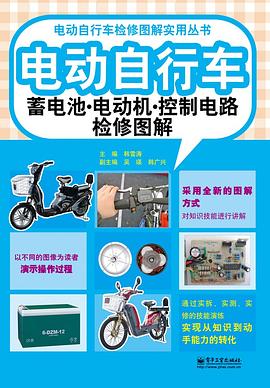 电动自行车检修图解实用丛书
电动自行车
蓄电池·电动机·控制电路
检修图解
主 编 韩雪涛
副主编 吴 瑛 韩广兴
采用全新的图解
方式
对知识技能进行讲解
以不同的图像为读者
演示操作过程
6-DZM-12
通过实拆、实测、实
修的技能演练
实现从知识到动
手能力的转化
电子工业出版社